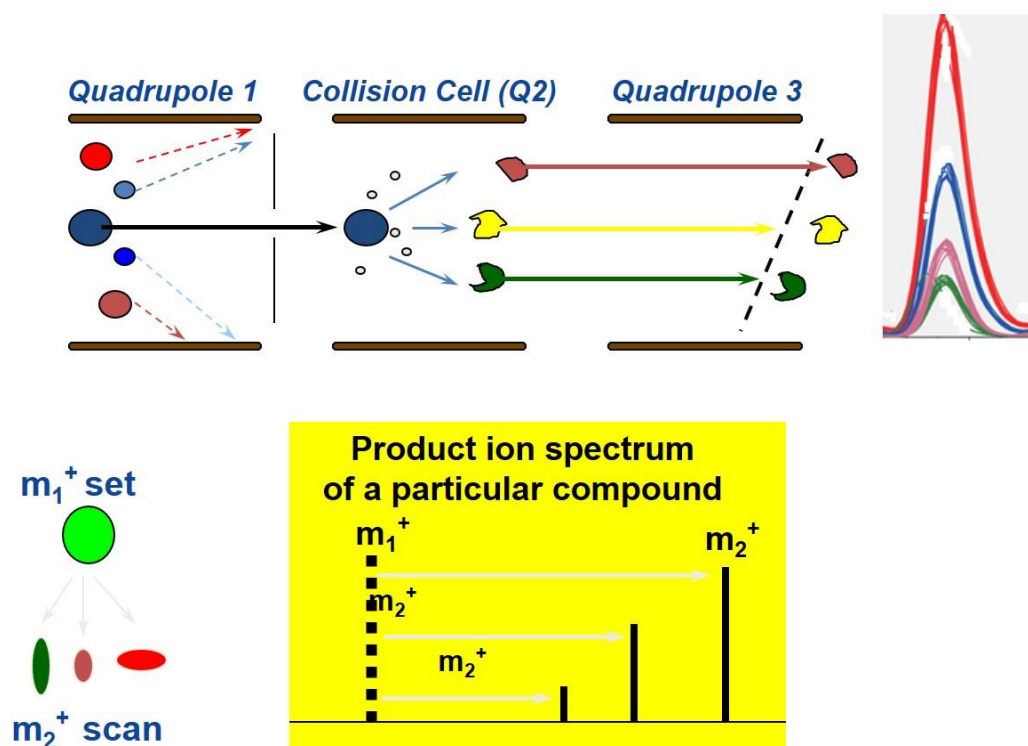 Quadrupole 1
Collision Cell (Q2)
Quadrupole 3
m₁⁺ set
m₂⁺ scan
Product ion spectrum
of a particular compound
m₁⁺
m₂⁺
m₂⁺
m₂⁺